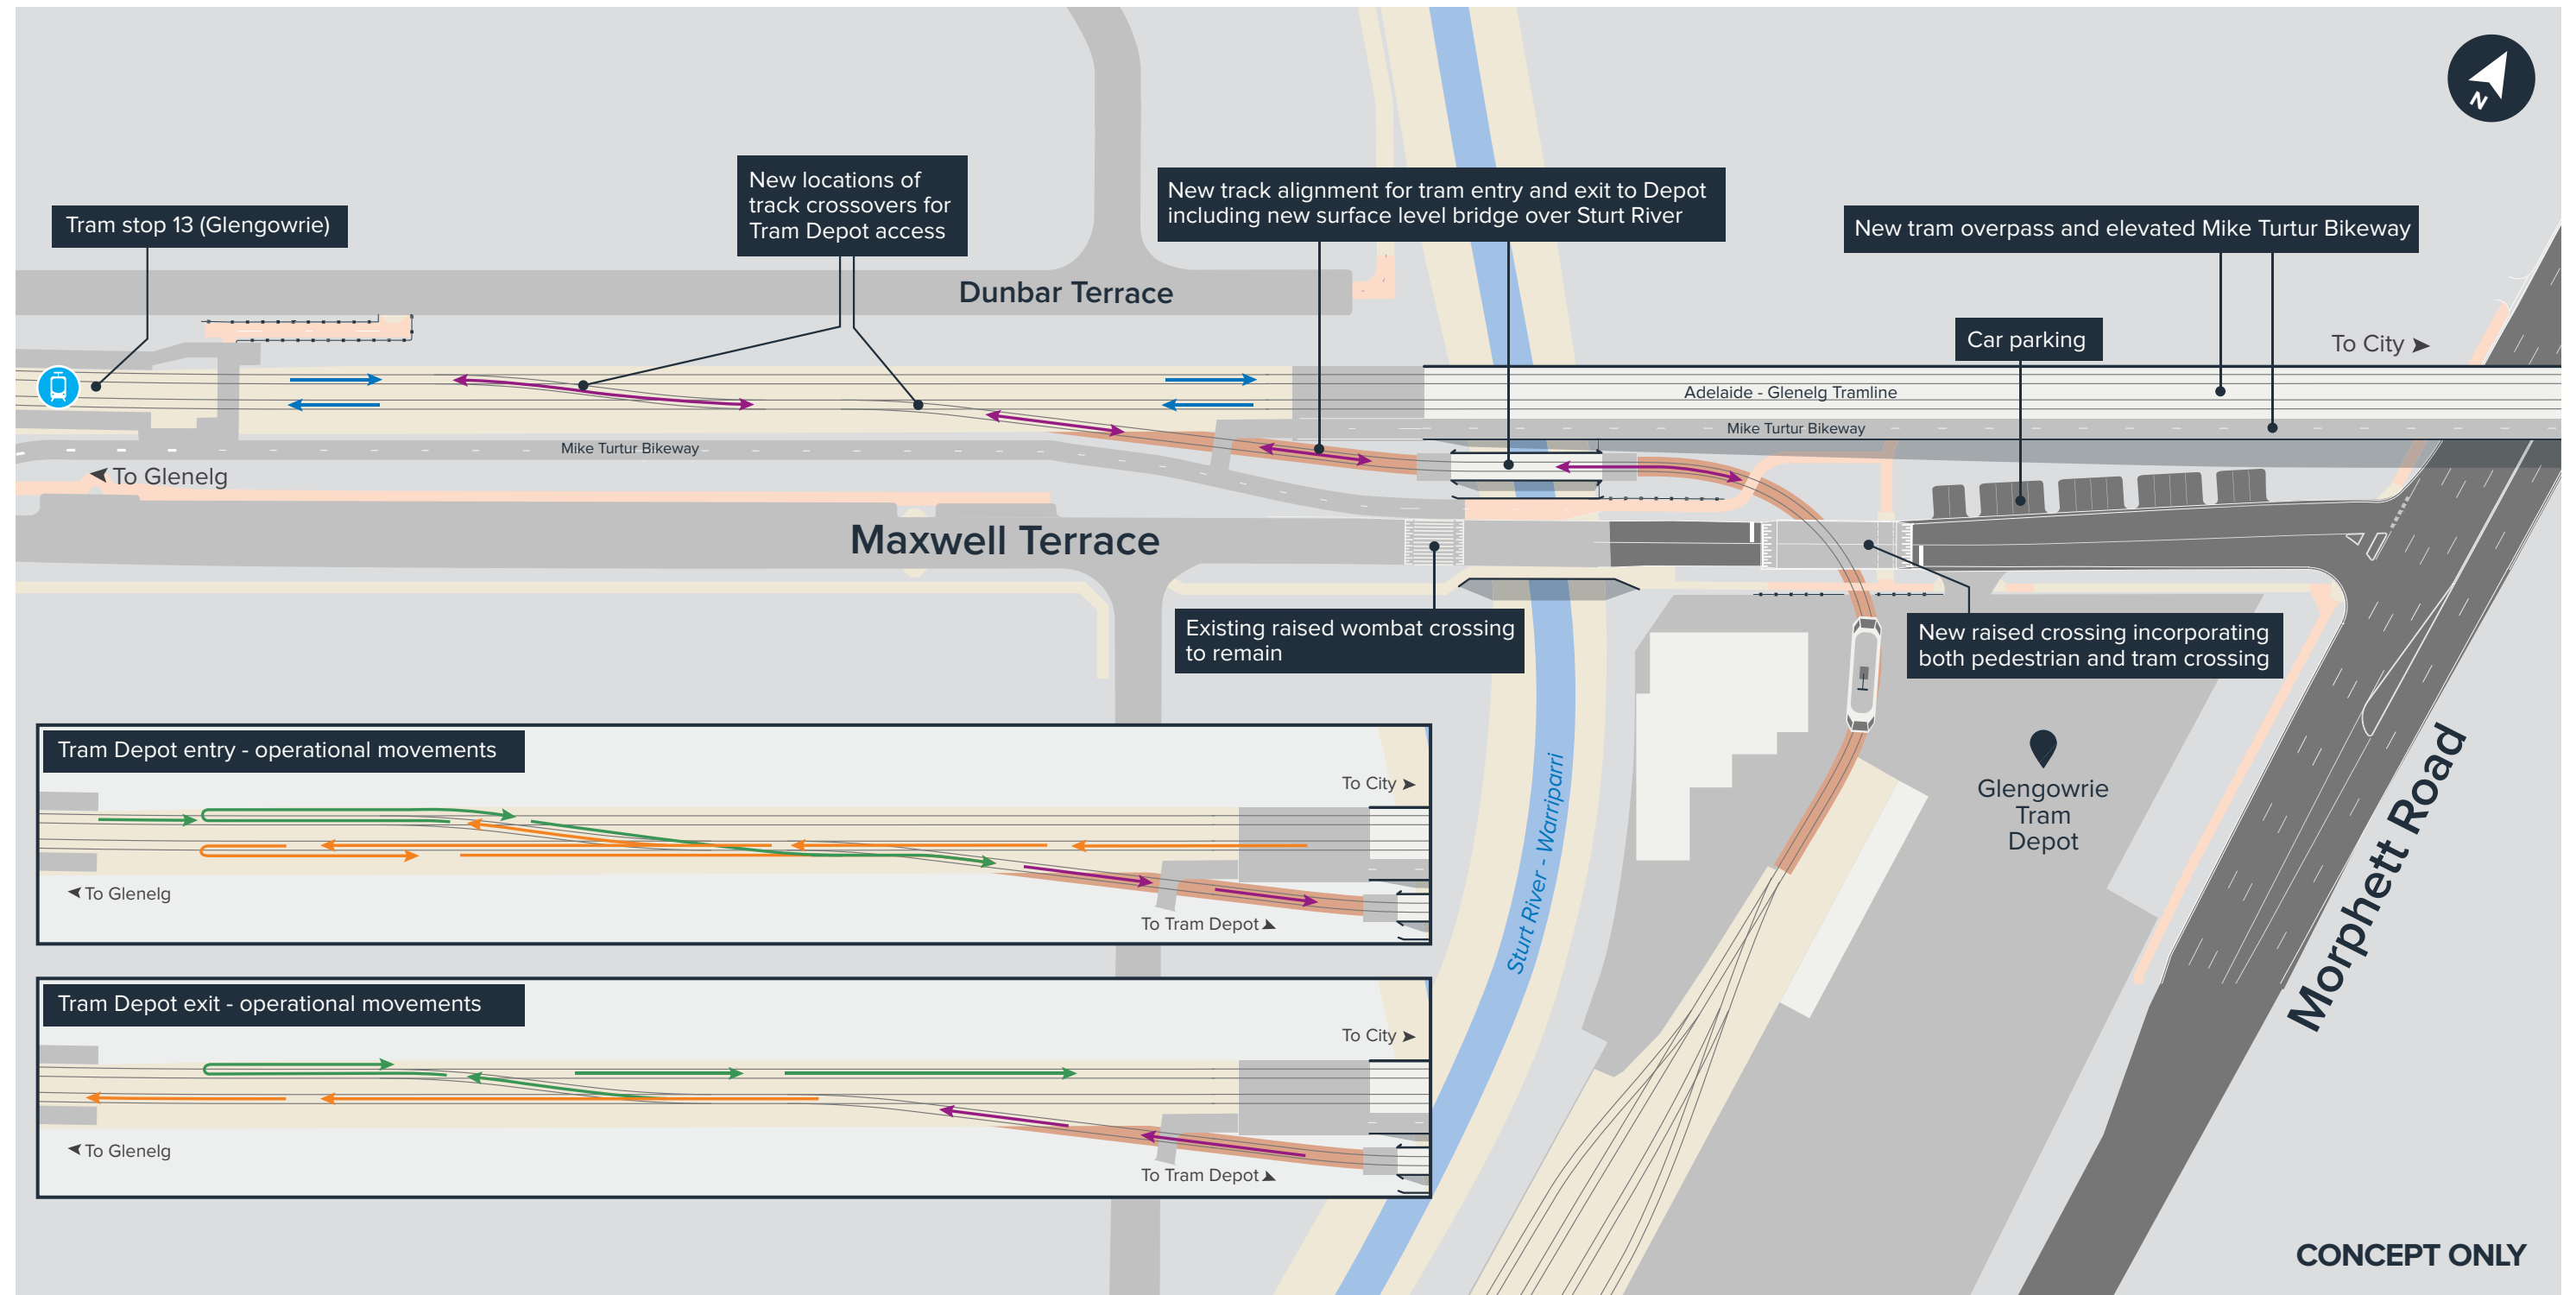 N
New locations of
track crossovers for
Tram Depot access
New track alignment for tram entry and exit to Depot
including new surface level bridge over Sturt River
Tram stop 13 (Glengowrie)
New tram overpass and elevated Mike Turtur Bikeway
Dunbar Terrace
Car parking
To City
Adelaide - Glenelg Tramline
Mike Turtur Bikeway
Mike Turtur Bikeway
To Glenelg
Maxwell Terrace
Existing raised wombat crossing
to remain
New raised crossing incorporating
both pedestrian and tram crossing
Tram Depot entry - operational movements
To City
To Glenelg
To Tram Depot
Glengowrie
Tram
Depot
Sturt River - Warriparri
Morphett Road
Tram Depot exit - operational movements
To City
To Glenelg
To Tram Depot
CONCEPT ONLY